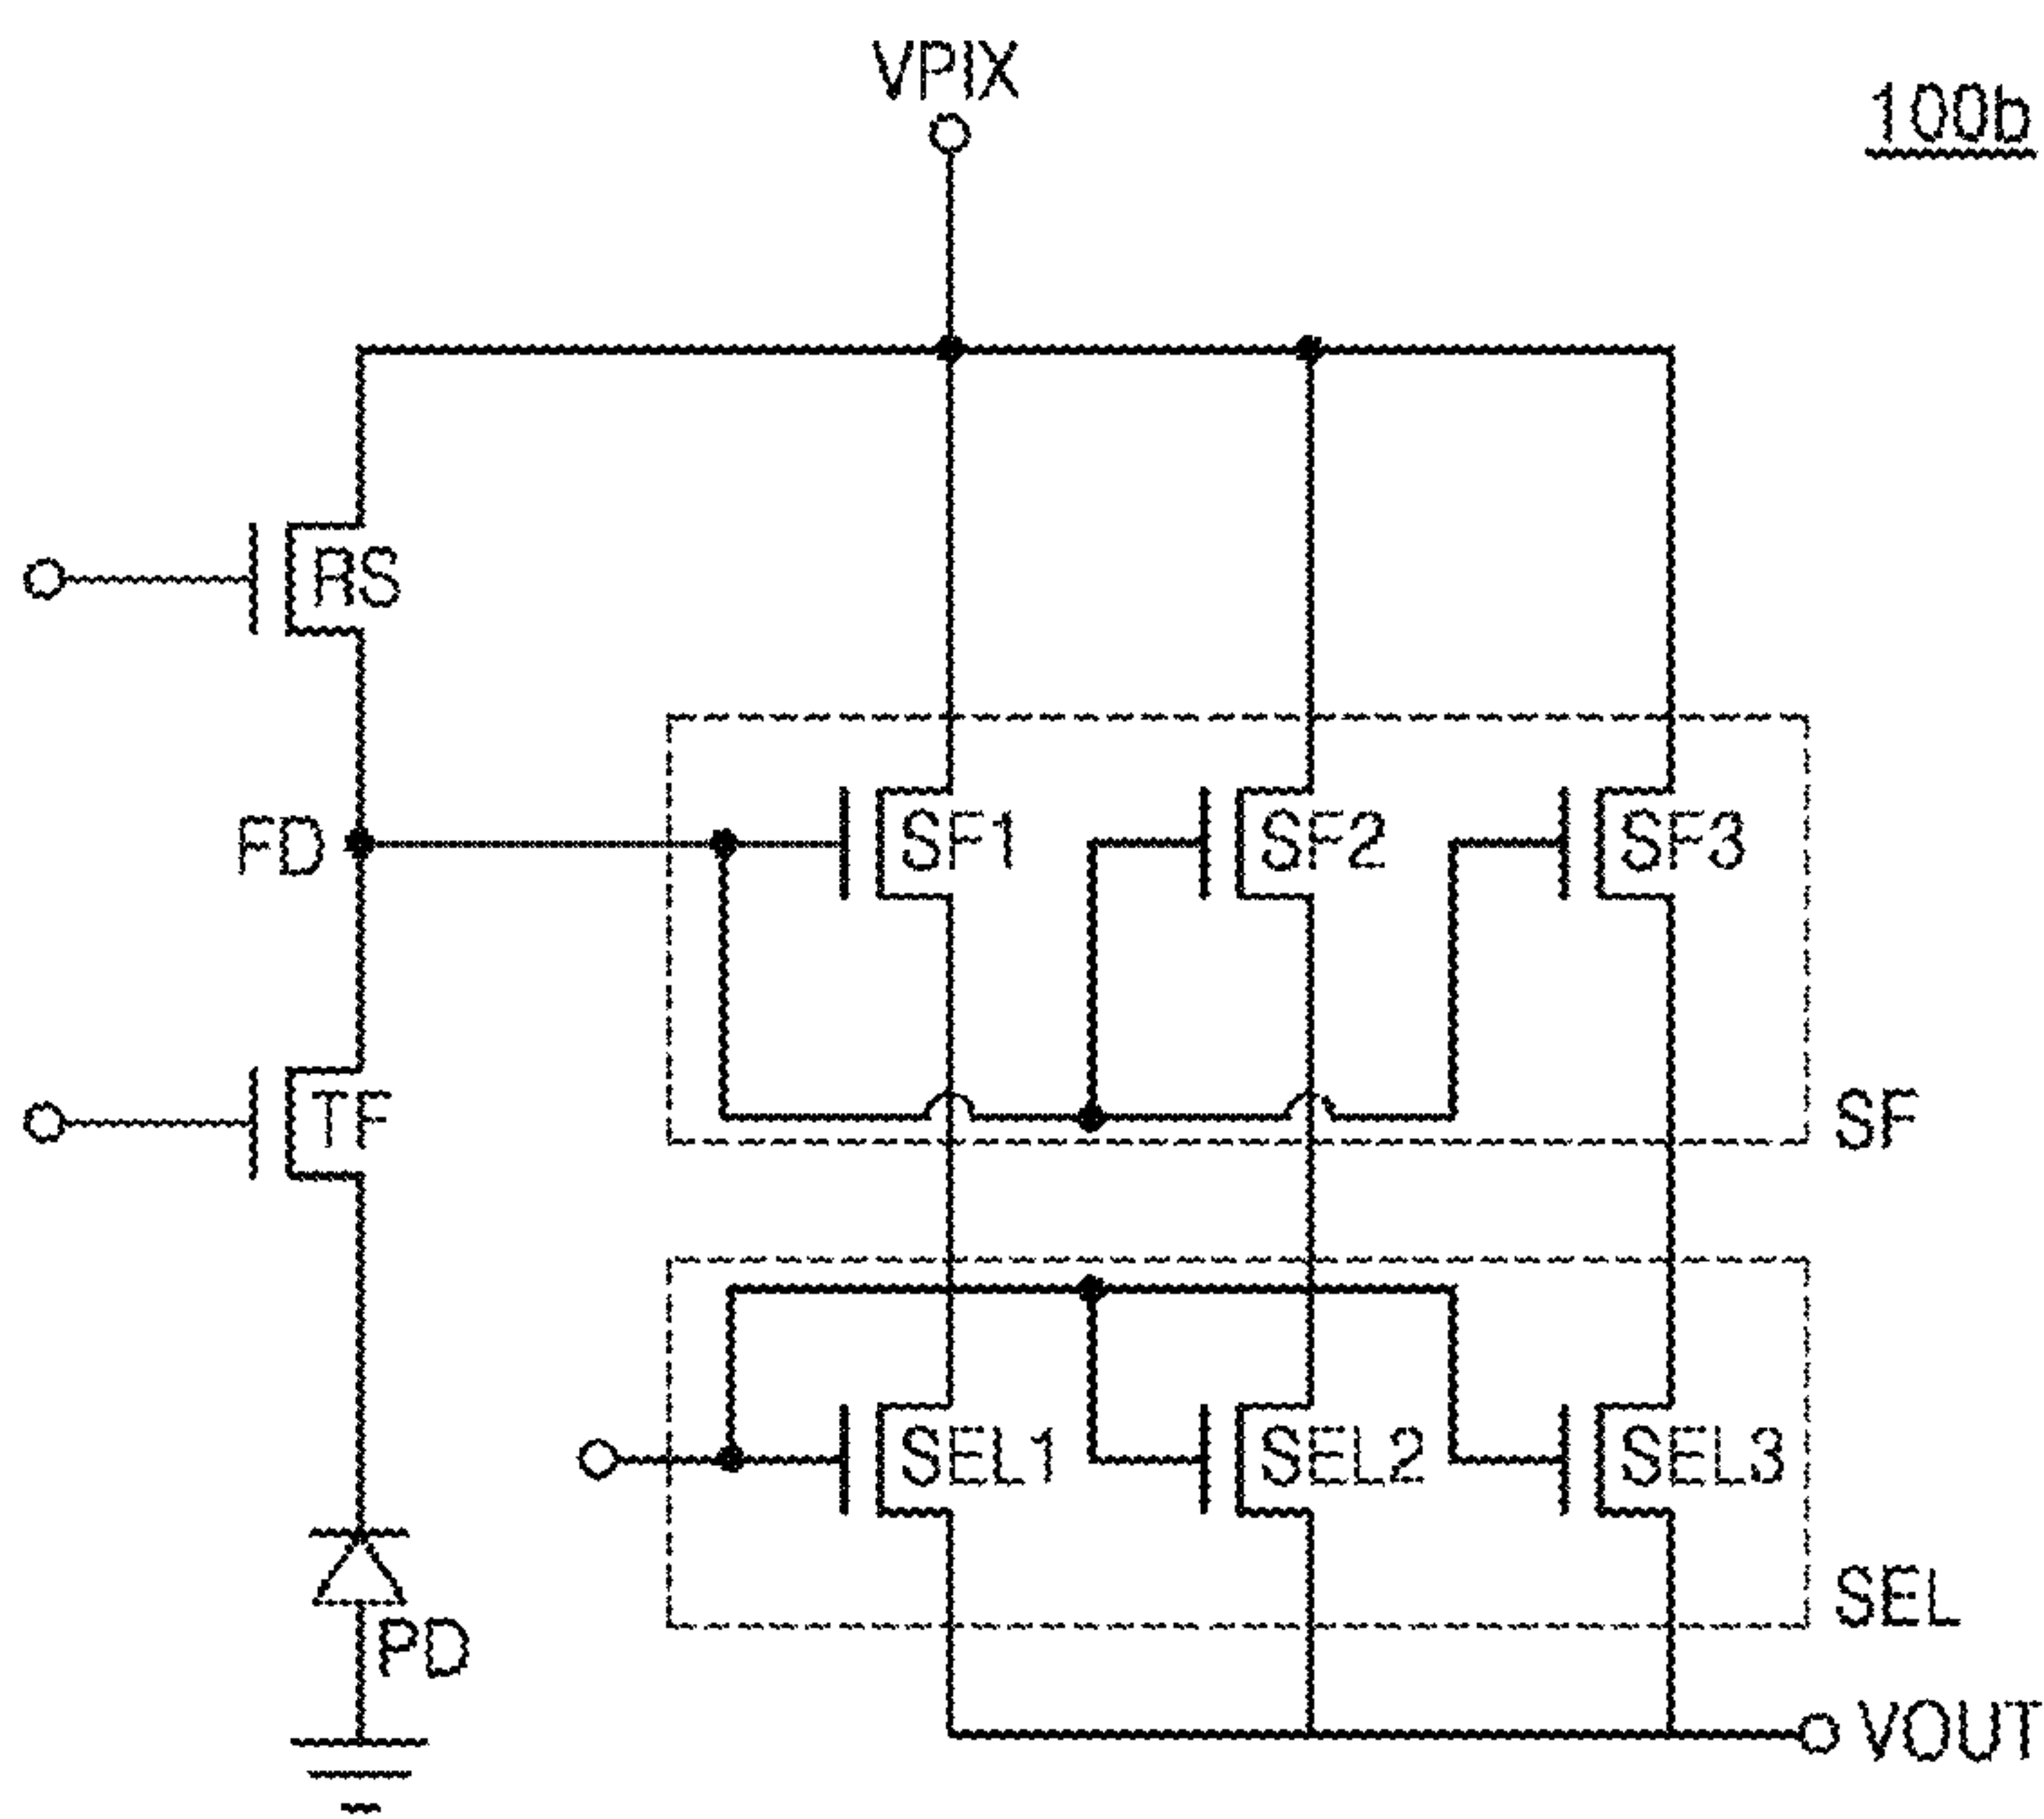 VPIX
100b
RS
FD
SF1
SF2
SF3
TF
SF
SEL1
SEL2
SEL3
SEL
PD
VOUT